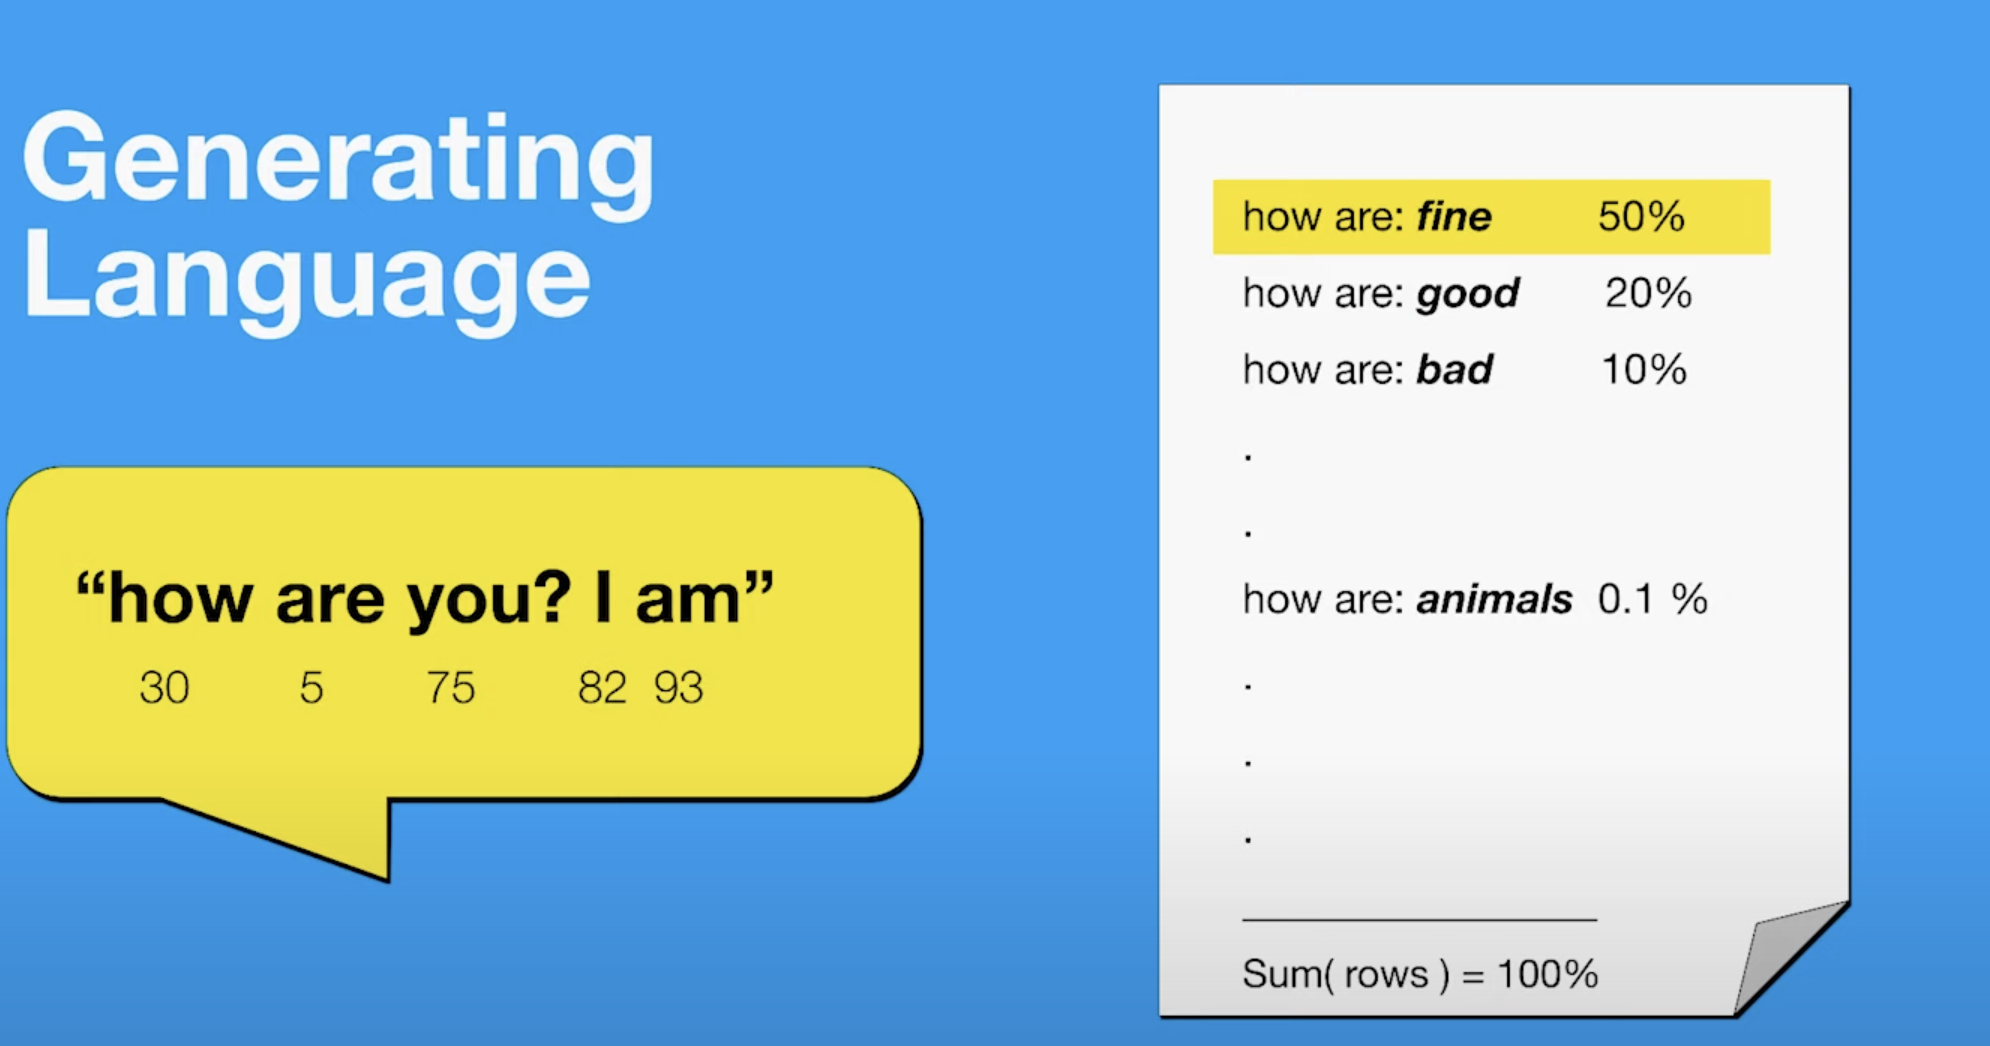 Generating
Language
“how are you? I am”
30 5 75 82 93
how are: fine 50%
how are: good 20%
how are: bad 10%
.
.
how are: animals 0.1 %
.
.
.
Sum( rows ) = 100%